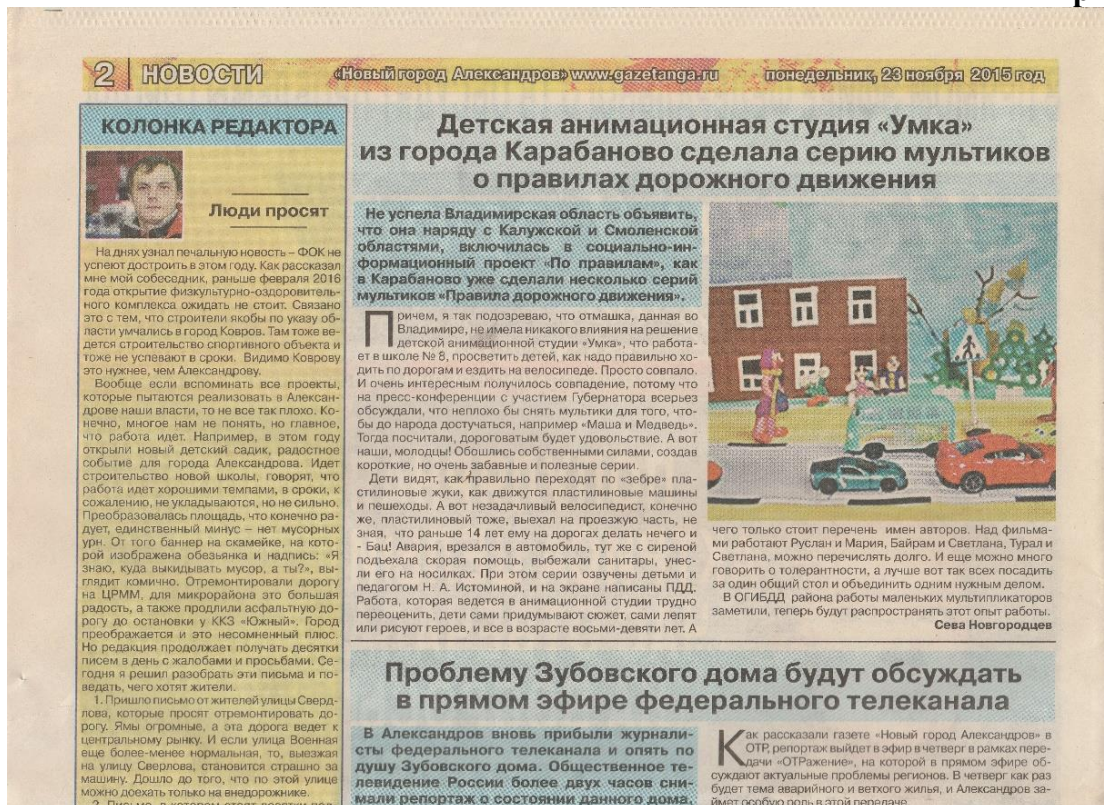 2 НОВОСТИ «Новый город Александров» www.gazetanga.ru понедельник, 23 ноября 2015 год
КОЛОНКА РЕДАКТОРА
Люди просят
На днях узнал печальную новость – ФОК не
успеют достроить в этом году. Как рассказал
мне мой собеседник, раньше февраля 2016
года открытие физкультурно-оздоровитель-
ного комплекса ожидать не стоит. Связано
это с тем, что строители якобы по указу об-
ласти умчались в город Ковров. Там тоже ве-
дется строительство спортивного объекта и
тоже не успевают в сроки. Видимо Коврову
это нужнее, чем Александрову.
Вообще если вспоминать все проекты,
которые пытаются реализовать в Алексан-
дрове наши власти, то не все так плохо. Ко-
нечно, многое нам не понять, но главное,
что работа идет. Например, в этом году
открыли новый детский садик, радостное
событие для города Александрова. Идет
строительство новой школы, говорят, что
работа идет хорошими темпами, в сроки, к
сожалению, не укладываются, но не сильно.
Преобразовалась площадь, что конечно ра-
дует, единственный минус – нет мусорных
урн. От того баннер на скамейке, на кото-
рой изображена обезьянка и надпись: «Я
знаю, куда выкидывать мусор, а ты?», вы-
глядит комично. Отремонтировали дорогу
на ЦРММ, для микрорайона это большая
радость, а также продлили асфальтную до-
рогу до остановки у ККЗ «Южный». Город
преображается и это несомненный плюс.
Но редакция продолжает получать десятки
писем в день с жалобами и просьбами. Се-
годня я решил разобрать эти письма и по-
ведать, чего хотят жители.
1. Пришло письмо от жителей улицы Сверд-
лова, которые просят отремонтировать до-
рогу. Ямы огромные, а эта дорога ведет к
центральному рынку. И если улица Военная
еще более-менее нормальная, то, выезжая
на улицу Сверлова, становится страшно за
машину. Дошло до того, что по этой улице
можно доехать только на внедорожнике.
Детская анимационная студия «Умка»
из города Карабаново сделала серию мультиков
о правилах дорожного движения
Не успела Владимирская область объявить,
что она наряду с Калужской и Смоленской
областями, включилась в социально-ин-
формационный проект «По правилам», как
в Карабаново уже сделали несколько серий
мультиков «Правила дорожного движения».
Причем, я так подозреваю, что отмашка, данная во
Владимире, не имела никакого влияния на решение
детской анимационной студии «Умка», что работа-
ет в школе № 8, просветить детей, как надо правильно хо-
дить по дорогам и ездить на велосипеде. Просто совпало.
И очень интересным получилось совпадение, потому что
на пресс-конференции с участием Губернатора всерьез
обсуждали, что неплохо бы снять мультики для того, что-
бы до народа достучаться, например «Маша и Медведь».
Тогда посчитали, дороговатым будет удовольствие. А вот
наши, молодцы! Обошлись собственными силами, создав
короткие, но очень забавные и полезные серии.
Дети видят, как правильно переходят по «зебре» пла-
стилиновые жуки, как движутся пластилиновые машины
и пешеходы. А вот незадачливый велосипедист, конечно
же, пластилиновый тоже, выехал на проезжую часть, не
зная, что раньше 14 лет ему на дорогах делать нечего и
- Бац! Авария, врезался в автомобиль, тут же с сиреной
подъехала скорая помощь, выбежали санитары, унес-
ли его на носилках. При этом серии озвучены детьми и
педагогом Н. А. Истоминой, и на экране написаны ПДД.
Работа, которая ведется в анимационной студии трудно
переоценить, дети сами придумывают сюжет, сами лепят
или рисуют героев, и все в возрасте восьми-девяти лет. А
чего только стоит перечень имен авторов. Над фильма-
ми работают Руслан и Мария, Байрам и Светлана, Турал и
Светлана, можно перечислять долго. И еще можно много
говорить о толерантности, а лучше вот так всех посадить
за один общий стол и объединить одним нужным делом.
В ОГИБДД района работы маленьких мультипликаторов
заметили, теперь будут распространять этот опыт работы.
Сева Новгородцев
Проблему Зубовского дома будут обсуждать
в прямом эфире федерального телеканала
В Александров вновь прибыли журнали-
сты федерального телеканала и опять по
душу Зубовского дома. Общественное те-
левидение России более двух часов сни-
мали репортаж о состоянии данного дома,
Как рассказали газете «Новый город Александров» в
ОТР, репортаж выйдет в эфир в четверг в рамках пере-
дачи «ОТРажение», на которой в прямом эфире об-
суждают актуальные проблемы регионов. В четверг как раз
будет тема аварийного и ветхого жилья, и Александров за-
ймет особую роль в этой передаче.